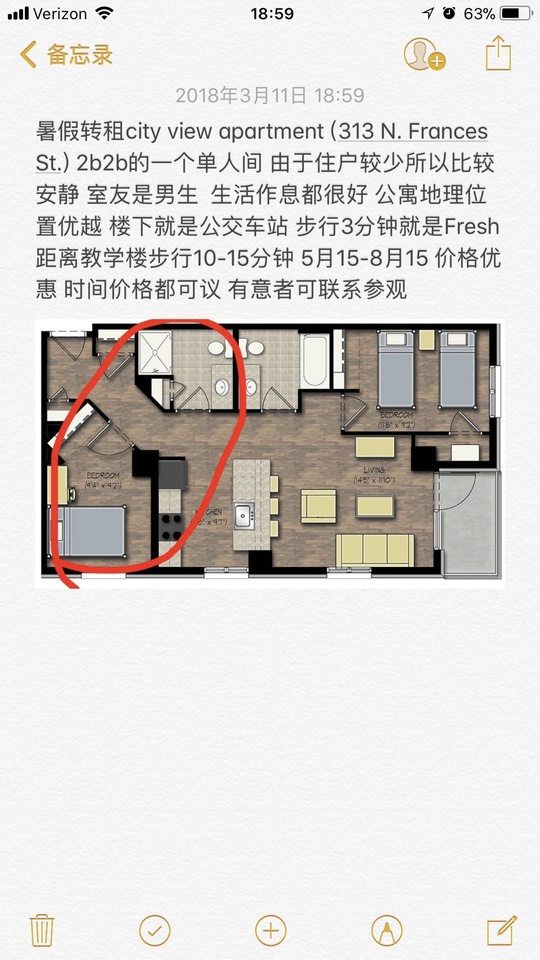 Verizon 18:59 63%
备忘录
2018年3月11日 18:59
暑假转租city view apartment (313 N. Frances
St.) 2b2b的一个单人间 由于住户较少所以比较
安静 室友是男生 生活作息都很好 公寓地理位
置优越 楼下就是公交车站 步行3分钟就是Fresh
距离教学楼步行10-15分钟 5月15-8月15 价格优
惠 时间价格都可议 有意者可联系参观
BEDROOM
(11'8" x 9'2")
BEDROOM
(9'4" x 9'2")
LIVING
(14'5" x 11'10")